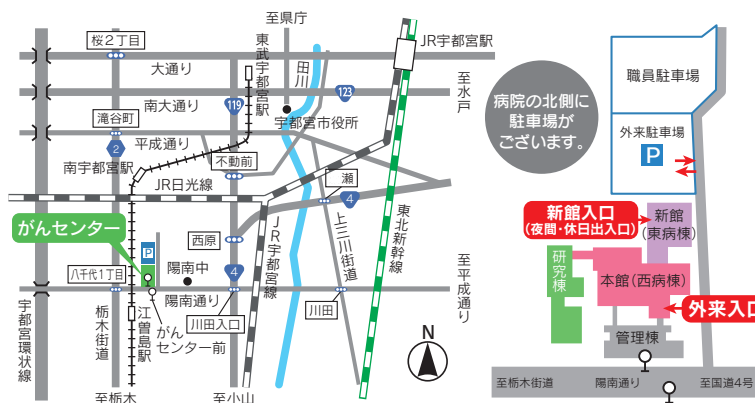 至県庁
桜2丁目
大通り
東武宇都宮駅
田川
JR宇都宮駅
南大通り
119
123
至水戸
滝谷町
宇都宮市役所
平成通り
2
南宇都宮駅
不動前
JR日光線
一瀬
4
がんセンター
P
西原
JR宇都宮線
上三川街道
東北新幹線
八千代1丁目
陽南中
4
至平成通り
陽南通り
宇都宮環状線
栃木街道
江曽島駅
がん
センター前
川田入口
川田
N
至栃木
至小山
病院の北側に
駐車場が
ございます。
職員駐車場
外来駐車場
P
新館入口
(夜間・休日出入口)
新館
(東病棟)
研究棟
本館(西病棟)
外来入口
管理棟
至栃木街道
陽南通り
至国道4号